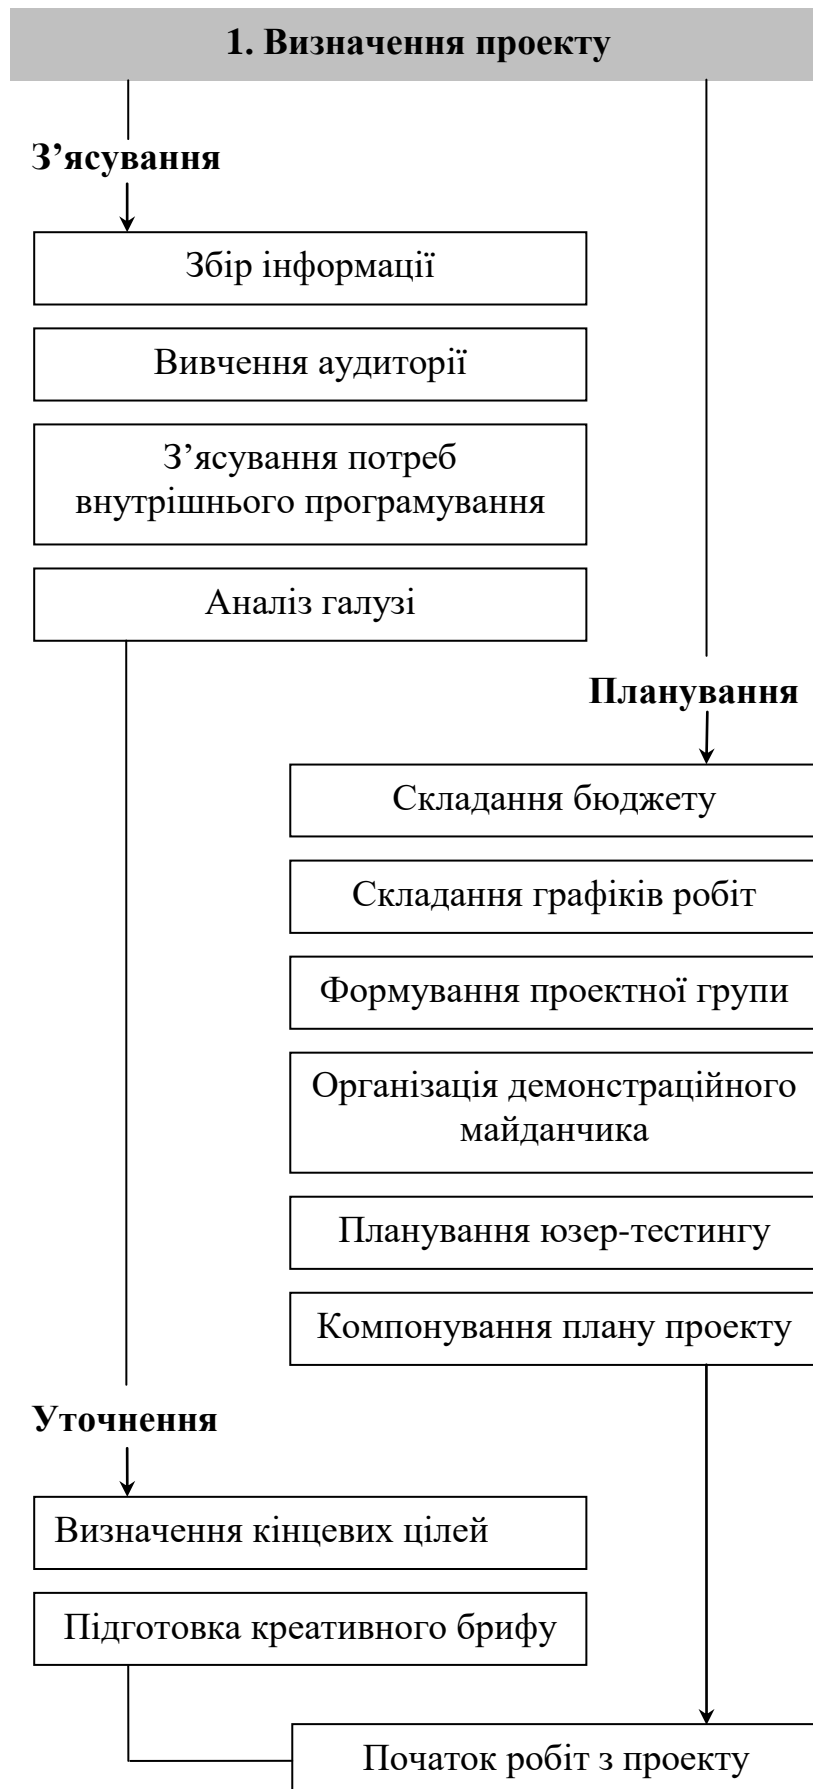 1. Визначення проекту
З’ясування
Збір інформації
Вивчення аудиторії
З’ясування потреб
внутрішнього програмування
Аналіз галузі
Планування
Складання бюджету
Складання графіків робіт
Формування проектної групи
Організація демонстраційного
майданчика
Планування юзер-тестингу
Компонування плану проекту
Уточнення
Визначення кінцевих цілей
Підготовка креативного брифу
Початок робіт з проекту